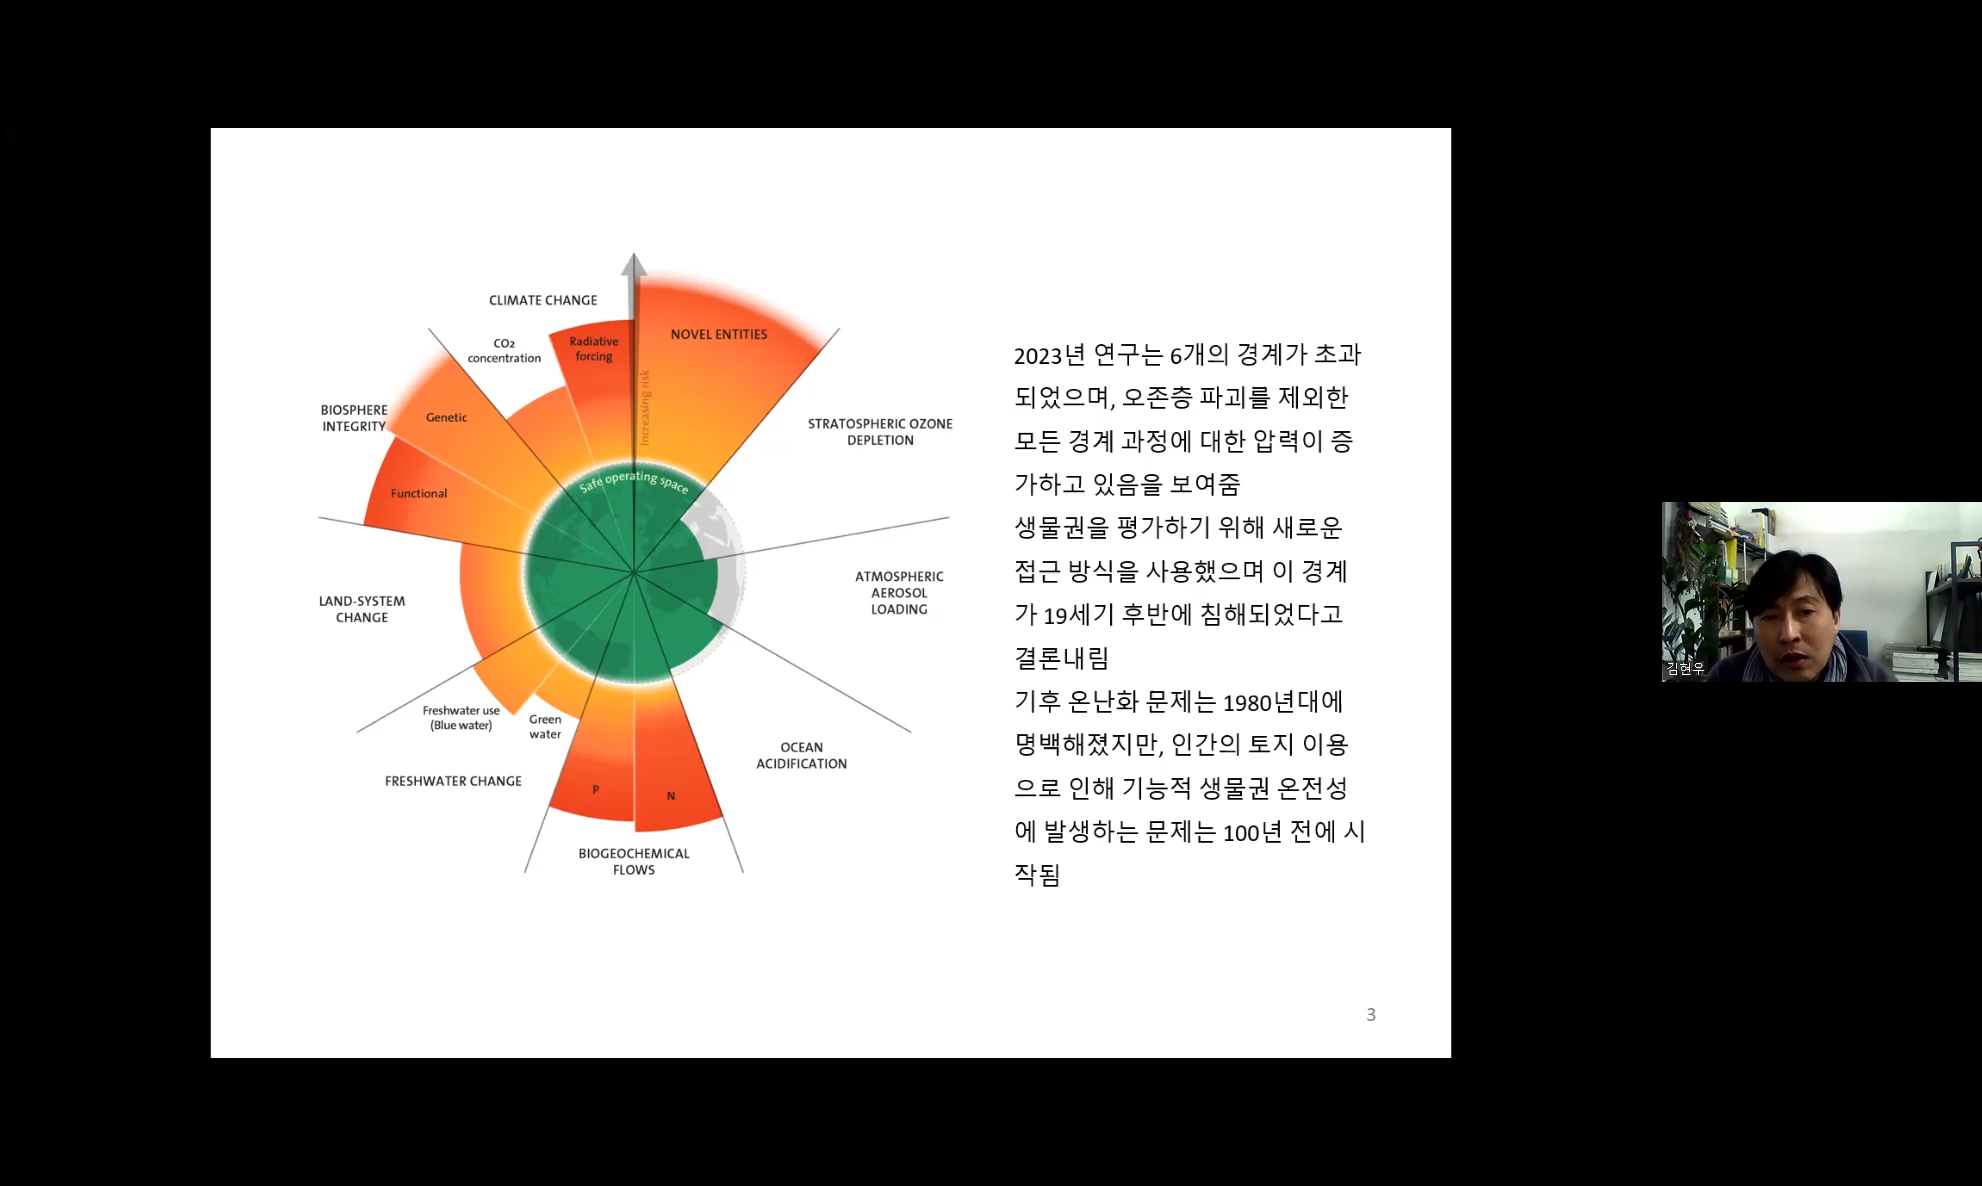 CLIMATE CHANGE
CO2
concentration
Radiative
forcing
Increasing risk
NOVEL ENTITIES
STRATOSPHERIC OZONE
DEPLETION
ATMOSPHERIC
AEROSOL
LOADING
OCEAN
ACIDIFICATION
BIOGEOCHEMICAL
FLOWS
P
N
FRESHWATER CHANGE
Freshwater use
(Blue water)
Green
water
LAND-SYSTEM
CHANGE
BIOSPHERE
INTEGRITY
Genetic
Functional
Safe operating space
2023년 연구는 6개의 경계가 초과
되었으며, 오존층 파괴를 제외한
모든 경계 과정에 대한 압력이 증
가하고 있음을 보여줌
생물권을 평가하기 위해 새로운
접근 방식을 사용했으며 이 경계
가 19세기 후반에 침해되었다고
결론내림
기후 온난화 문제는 1980년대에
명백해졌지만, 인간의 토지 이용
으로 인해 기능적 생물권 온전성
에 발생하는 문제는 100년 전에 시
작됨
3
김현우